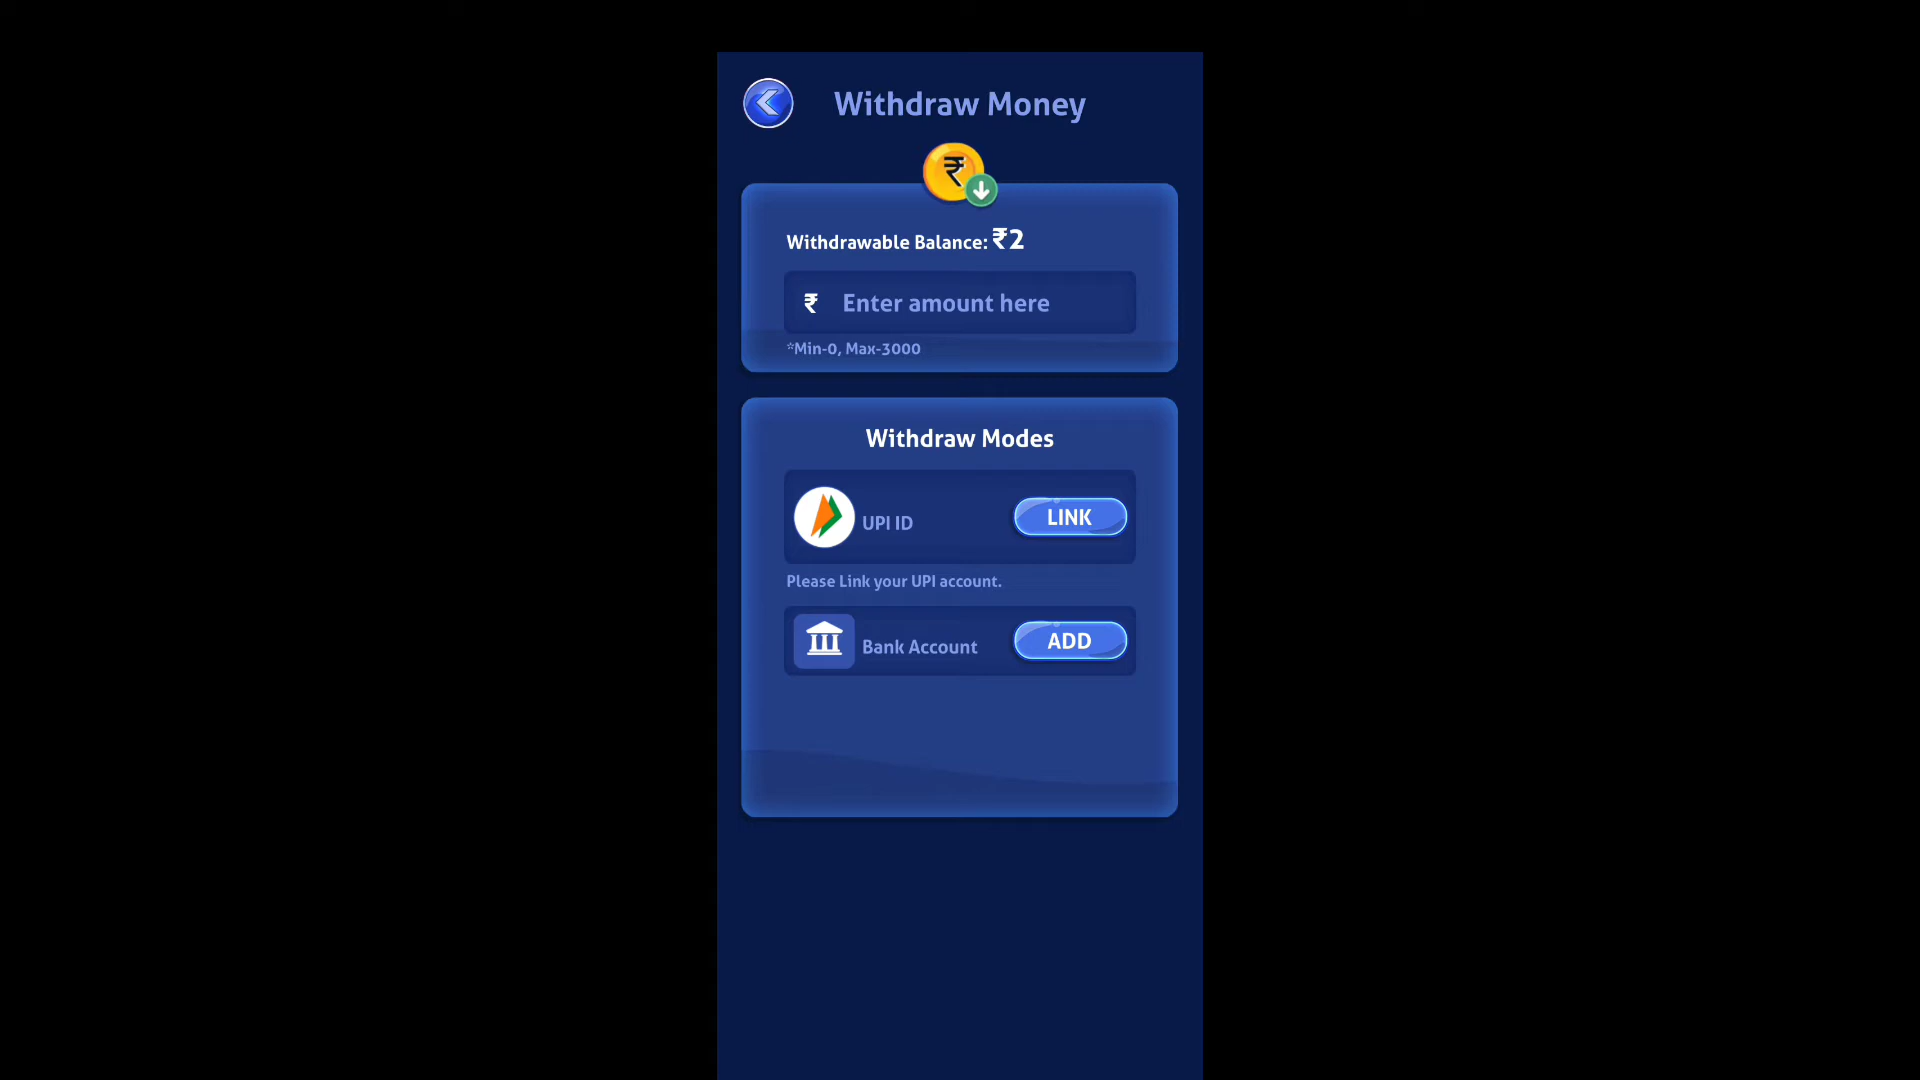 Withdraw Money
₹
Withdrawable Balance: ₹2
₹ Enter amount here
*Min-0, Max-3000
Withdraw Modes
UPI ID
LINK
Please Link your UPI account.
Bank Account
ADD